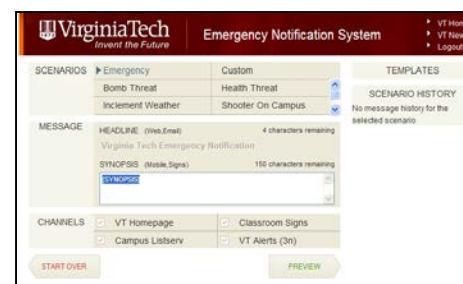 VirginiaTech
Invent the Future
Emergency Notification System
VT Hom
VT New
Logout
SCENARIOS
Emergency
Custom
Bomb Threat
Health Threat
Inclement Weather
Shooter On Campus
TEMPLATES
SCENARIO HISTORY
No message history for the
selected scenario
MESSAGE
HEADLINE (Web,Email) 4 characters remaining
Virginia Tech Emergency Notification
SYNOPSIS (Mobile,Signs) 150 characters remaining
[SYNOPSIS]
CHANNELS
VT Homepage
Classroom Signs
Campus Listserv
VT Alerts (3n)
START OVER
PREVIEW